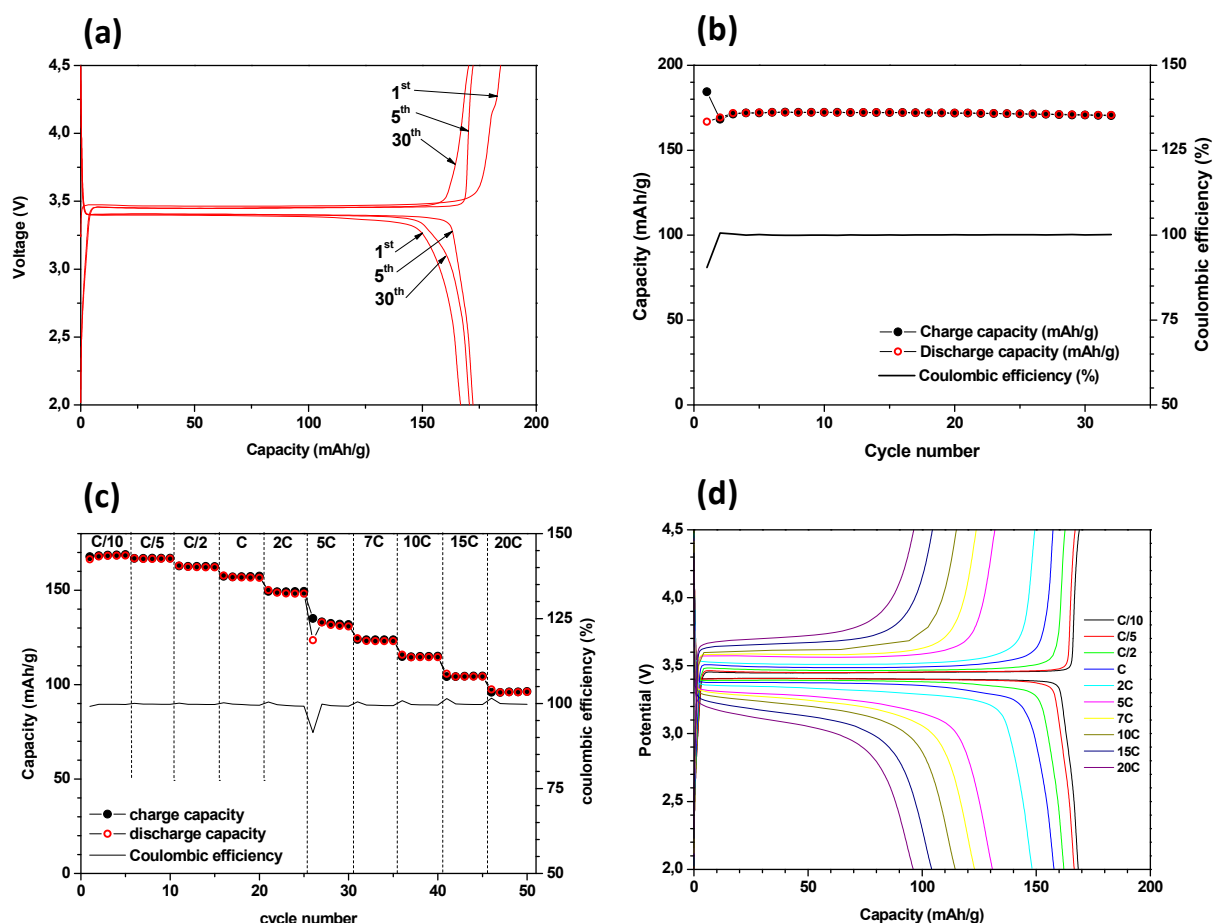 (a)
4,5
4,0
3,5
3,0
2,5
2,0
Voltage (V)
1st
5th
30th
1st
5th
30th
0 50 100 150 200
Capacity (mAh/g)
(b)
200
150
100
50
0
Capacity (mAh/g)
150
125
100
75
50
Coulombic efficiency (%)
Charge capacity (mAh/g)
Discharge capacity (mAh/g)
Coulombic efficiency (%)
0 10 20 30
Cycle number
(c)
C/10 C/5 C/2 C 2C 5C 7C 10C 15C 20C
150
100
50
0
Capacity (mAh/g)
150
125
100
75
50
coulombic efficiency (%)
charge capacity
discharge capacity
Coulombic efficiency
0 10 20 30 40 50
cycle number
(d)
4,5
4,0
3,5
3,0
2,5
2,0
Potential (V)
C/10
C/5
C/2
C
2C
5C
7C
10C
15C
20C
0 50 100 150 200
Capacity (mAh/g)